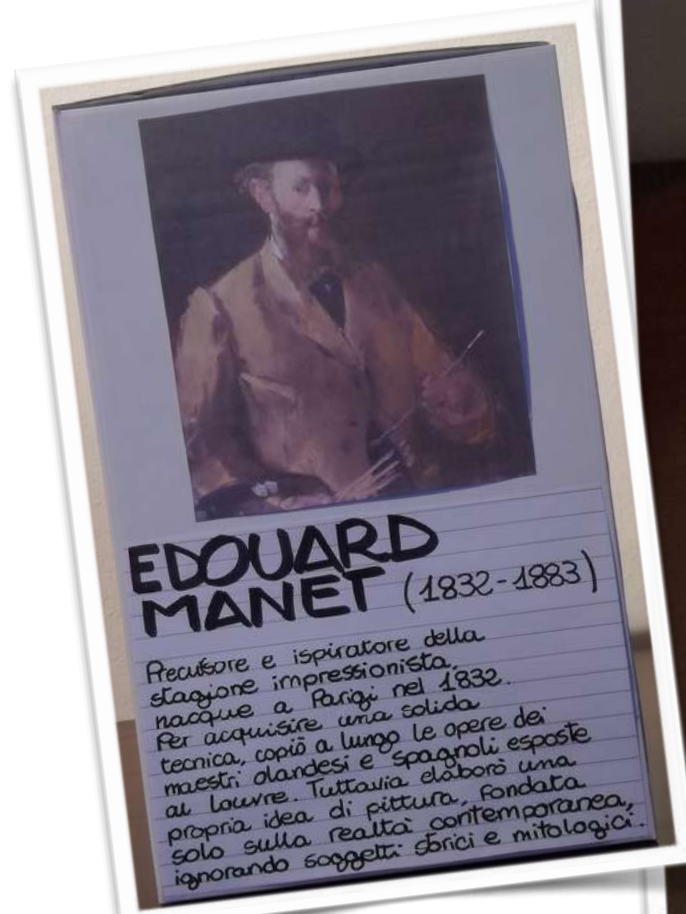 EDOUARD
MANET (1832-1883)
Precursore e ispiratore della
stagione impressionista.
nacque a Parigi nel 1832.
Per acquisire una solida
tecnica, copiò a lungo le opere dei
maestri olandesi e spagnoli esposte
al Louvre. Tuttavia elaborò una
propria idea di pittura, fondata
solo sulla realtà contemporanea,
ignorando soggetti storici e mitologici.